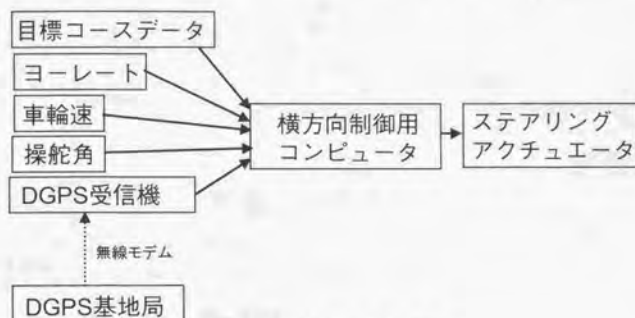 目標コースデータ
ヨーレート
車輪速
操舵角
DGPS受信機
無線モデム
DGPS基地局
横方向制御用
コンピュータ
ステアリング
アクチュエータ